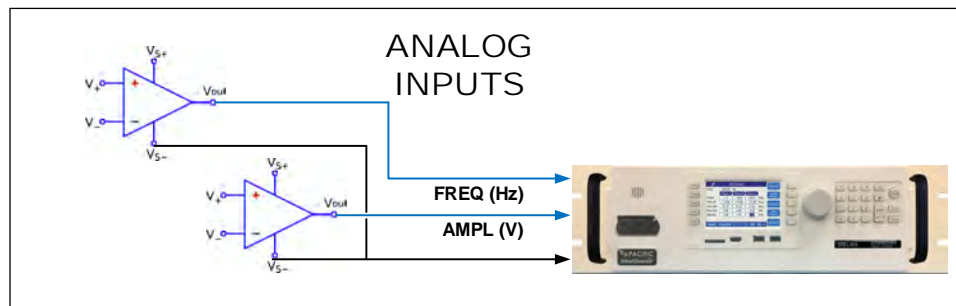 ANALOG
INPUTS
VS+
V+
+
Vout
V-
−
VS−
VS+
V+
+
Vout
V-
−
VS−
FREQ (Hz)
AMPL (V)
PACIFIC